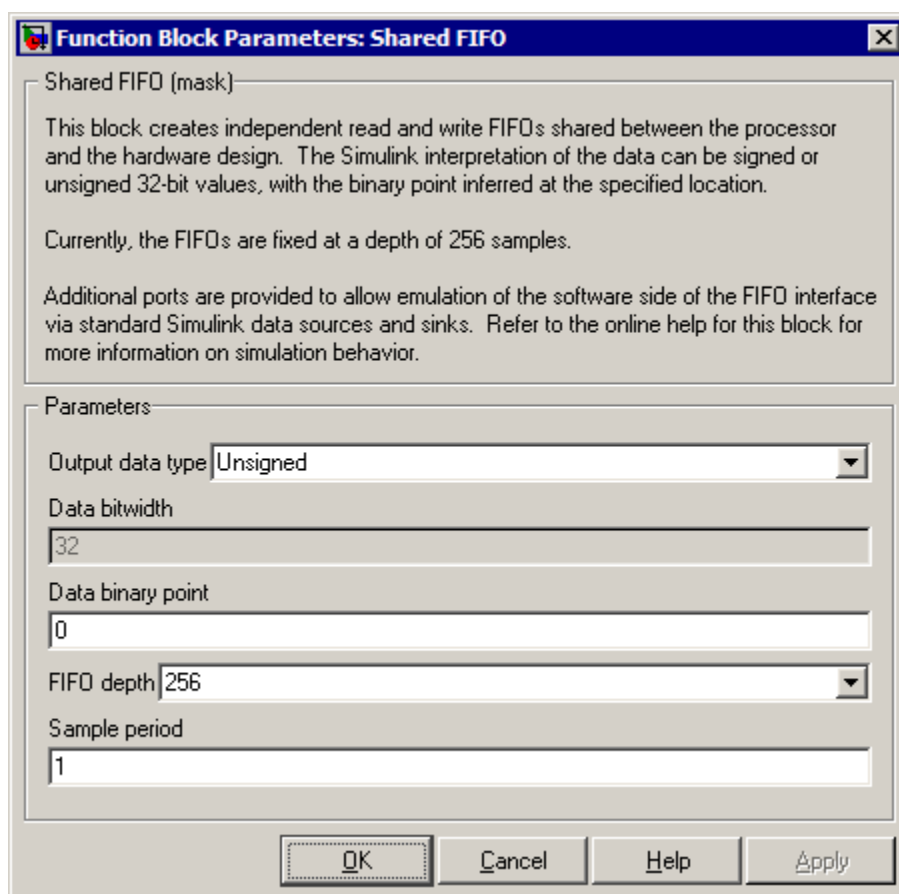 Function Block Parameters: Shared FIFO
Shared FIFO (mask)
This block creates independent read and write FIFOs shared between the processor
and the hardware design.  The Simulink interpretation of the data can be signed or
unsigned 32-bit values, with the binary point inferred at the specified location.
Currently, the FIFOs are fixed at a depth of 256 samples.
Additional ports are provided to allow emulation of the software side of the FIFO interface
via standard Simulink data sources and sinks.  Refer to the online help for this block for
more information on simulation behavior.
Parameters
Output data type Unsigned
Data bitwidth
32
Data binary point
0
FIFO depth 256
Sample period
1
OK Cancel Help Apply